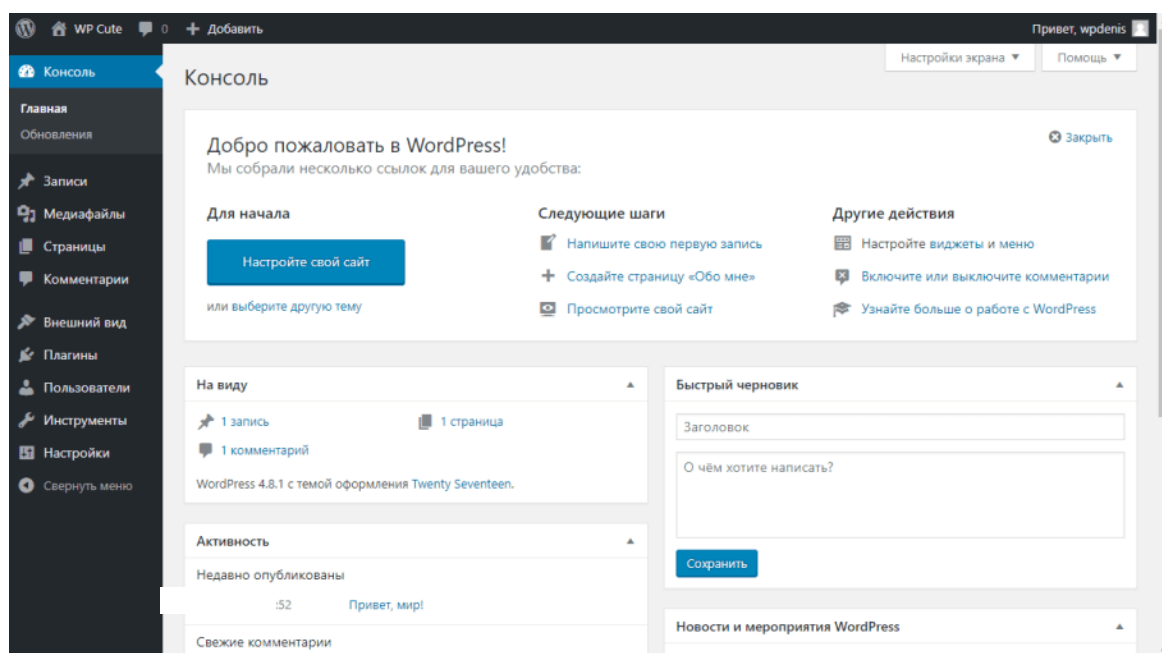 WP Cute 0 Добавить Привет, wpdenis
Консоль
Главная
Обновления
Записи
Медиафайлы
Страницы
Комментарии
Внешний вид
Плагины
Пользователи
Инструменты
Настройки
Свернуть меню
Настройки экрана Помощь
Консоль
Добро пожаловать в WordPress!
Закрыть
Мы собрали несколько ссылок для вашего удобства:
Для начала
Настройте свой сайт
или выберите другую тему
Следующие шаги
Напишите свою первую запись
Создайте страницу «Обо мне»
Просмотрите свой сайт
Другие действия
Настройте виджеты и меню
Включите или выключите комментарии
Узнайте больше о работе с WordPress
На виду
1 запись 1 страница
1 комментарий
WordPress 4.8.1 с темой оформления Twenty Seventeen.
Активность
Недавно опубликованы
:52 Привет, мир!
Свежие комментарии
Быстрый черновик
Заголовок
О чём хотите написать?
Сохранить
Новости и мероприятия WordPress